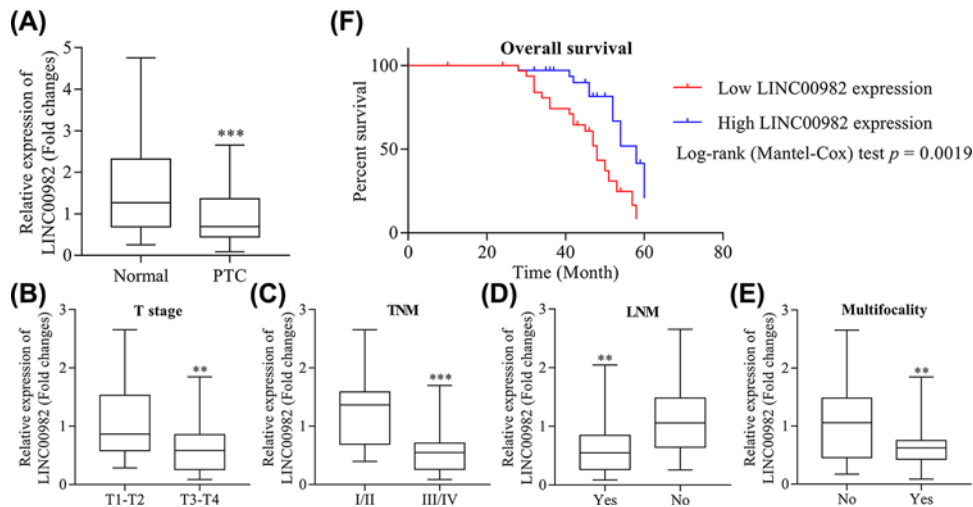 (A)
Relative expression of
LINC00982 (Fold changes)
5
4
3
2
1
0
***
Normal PTC
(F)
Overall survival
Percent survival
100
50
0
0 20 40 60 80
Time (Month)
Low LINC00982 expression
High LINC00982 expression
Log-rank (Mantel-Cox) test p = 0.0019
(B)
T stage
Relative expression of
LINC00982 (Fold changes)
3
2
1
0
**
T1-T2 T3-T4
(C)
TNM
Relative expression of
LINC00982 (Fold changes)
3
2
1
0
***
I/II III/IV
(D)
LNM
Relative expression of
LINC00982 (Fold changes)
3
2
1
0
**
Yes No
(E)
Multifocality
Relative expression of
LINC00982 (Fold changes)
3
2
1
0
**
No Yes